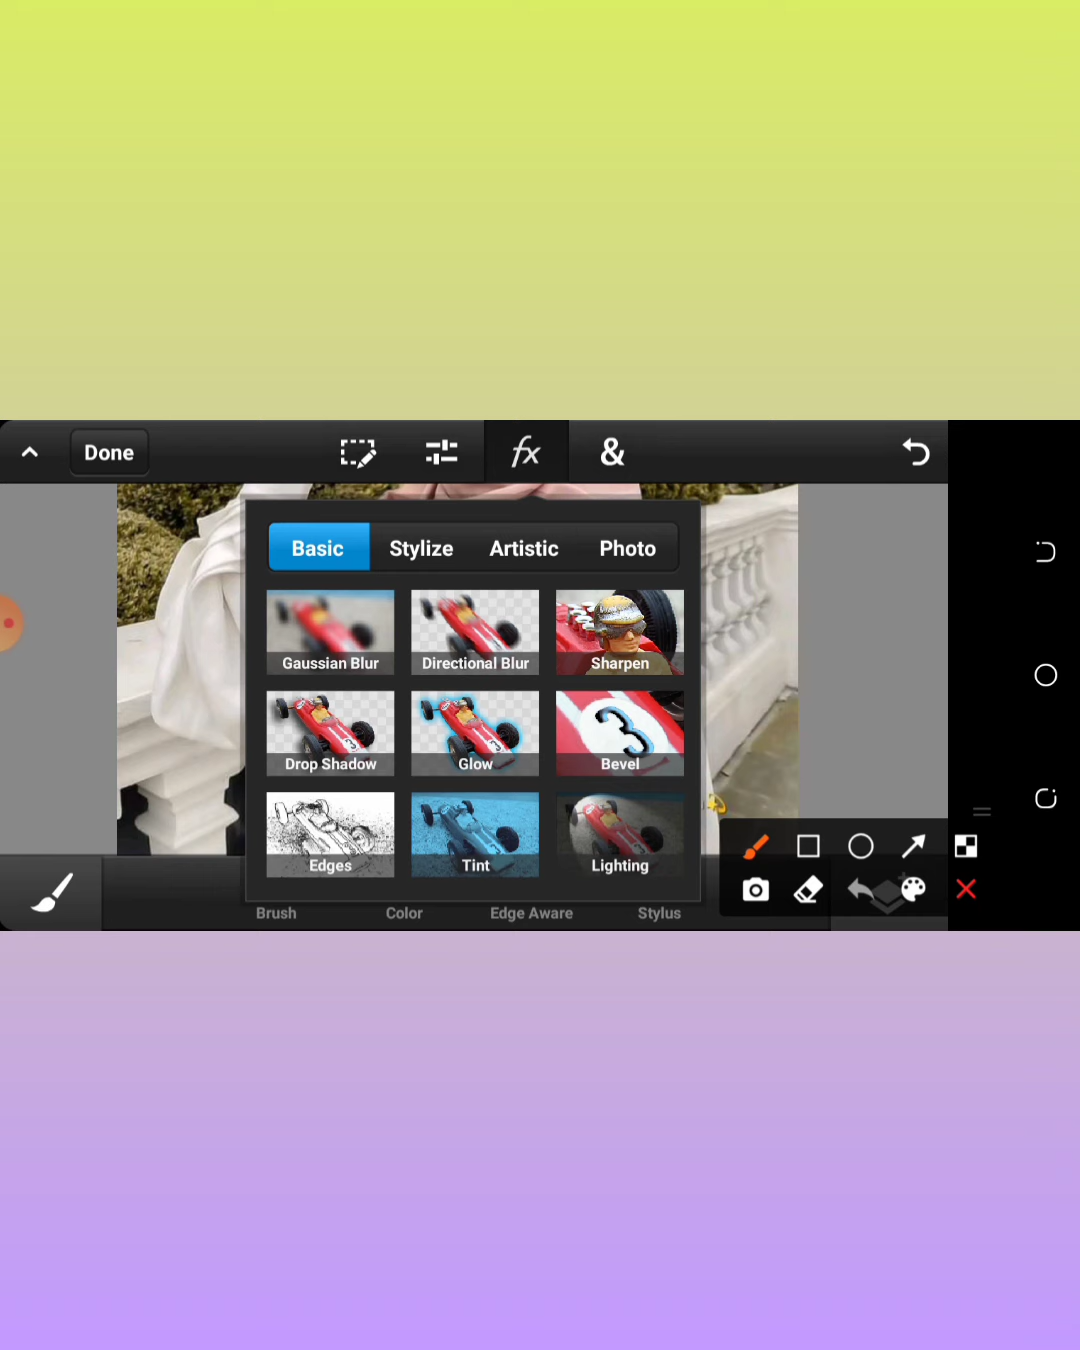 Done fx &
Basic Stylize Artistic Photo
Gaussian Blur Directional Blur Sharpen
Drop Shadow Glow Bevel
Edges Tint Lighting
Brush Color Edge Aware Stylus